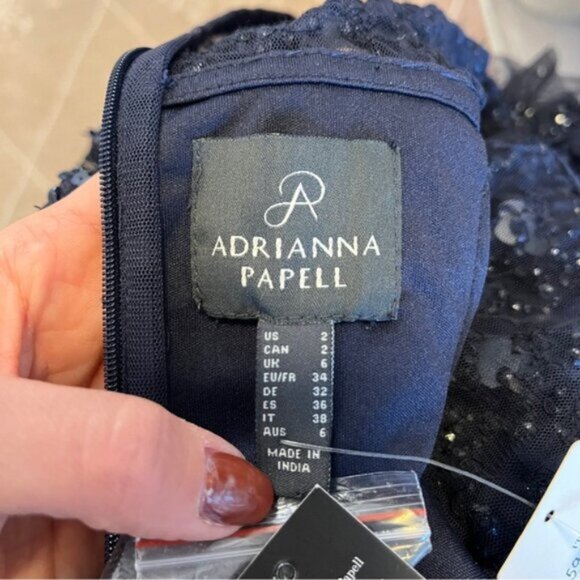 ADRIANNA
PAPELL
US 2
CAN 2
UK 6
EU/FR 34
DE 32
ES 36
IT 38
AUS 6
MADE IN
INDIA